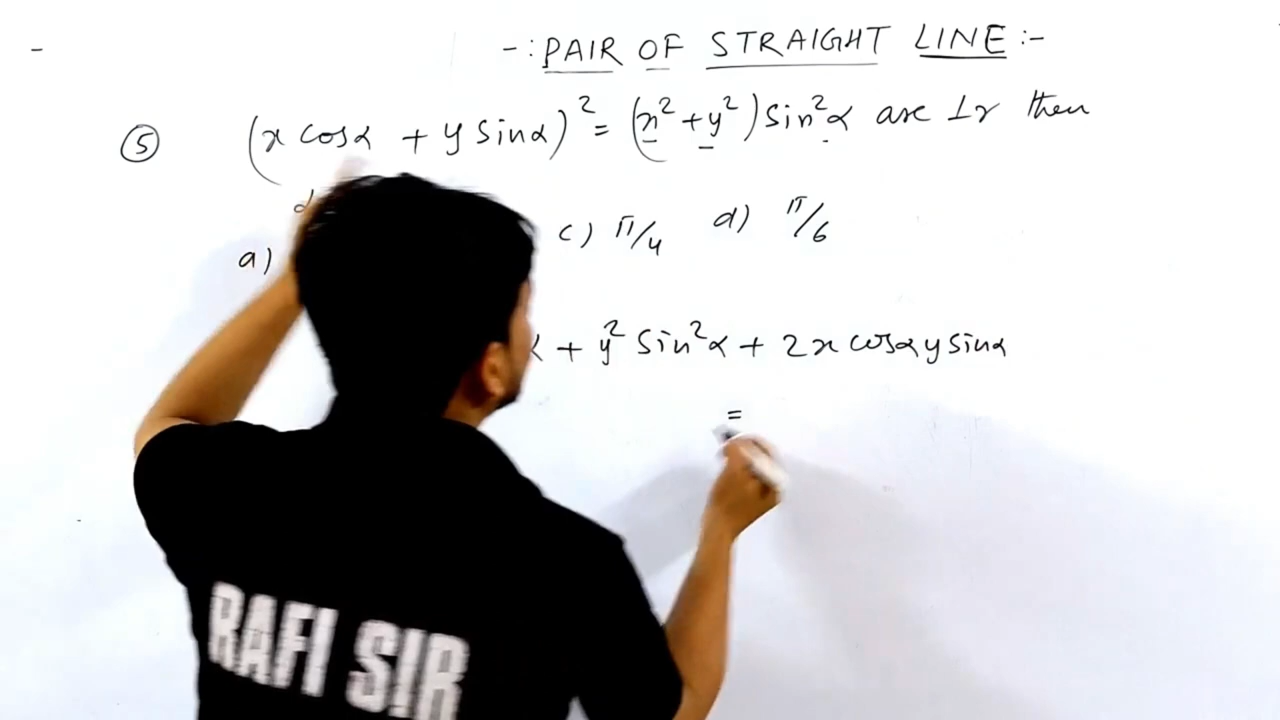 -: PAIR OF STRAIGHT LINE :-
⑤ (x cosα + y sinα)² = (x² + y²) sin²α are ⊥r then
a) c) π/4 d) π/6
α + y² sin²α + 2x cosα y sinα
=
RAFI SIR